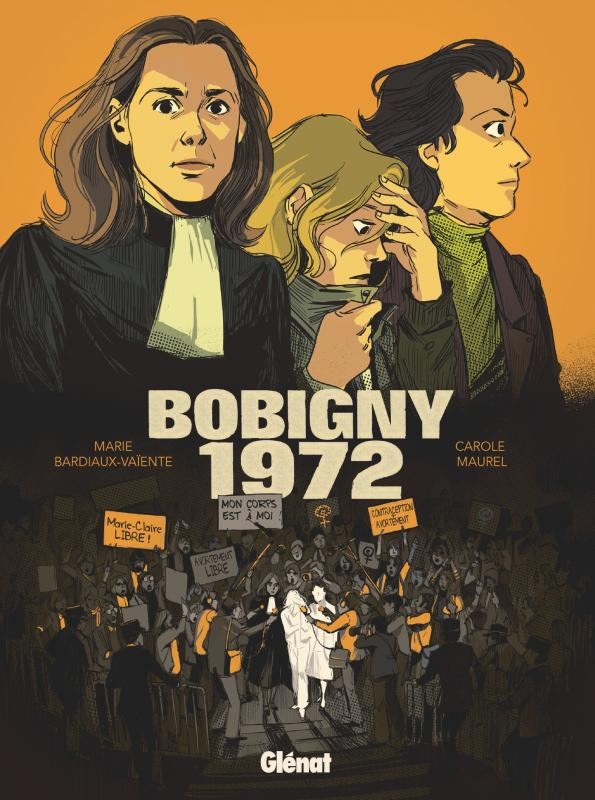 BOBIGNY
1972
MARIE
BARDIAUX-VAÏENTE
CAROLE
MAUREL
Marie-Claire
LIBRE !
MON CORPS
EST À MOI !
CONTRACEPTION
AVORTEMENT
AVORTEMENT
LIBRE
Glénat